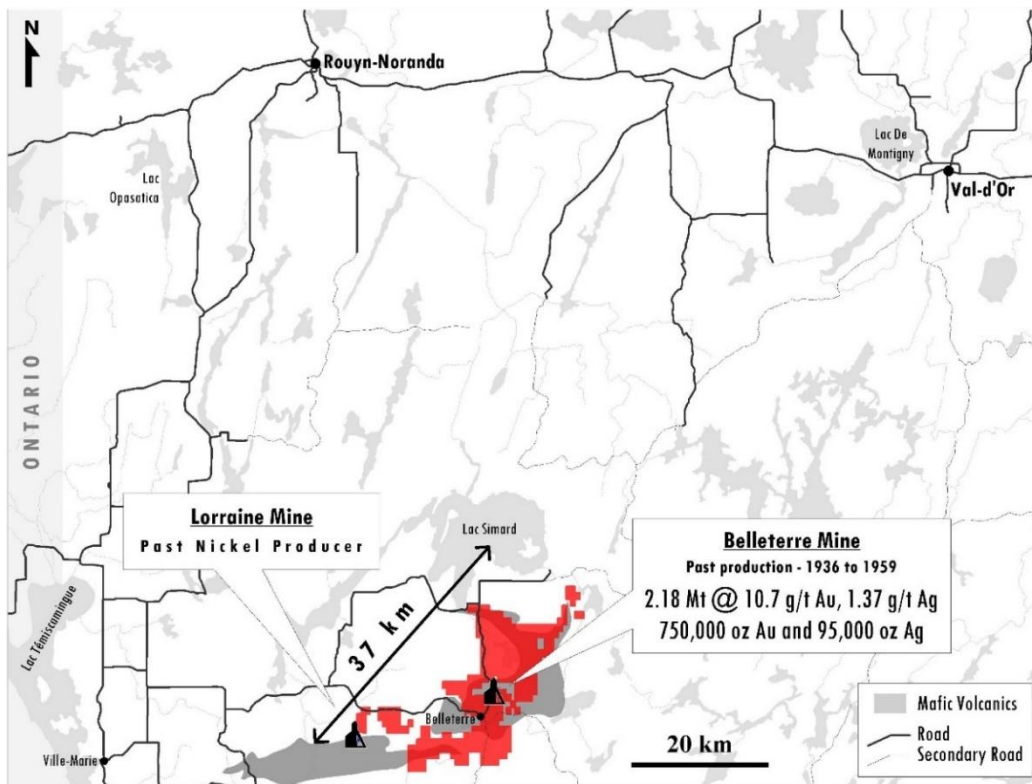 N
Rouyn-Noranda
Lac De
Montigny
Val-d'Or
Lac
Opasatica
ONTARIO
Lorraine Mine
Past Nickel Producer
Lac Simard
Belleterre Mine
Past production - 1936 to 1959
2.18 Mt @ 10.7 g/t Au, 1.37 g/t Ag
750,000 oz Au and 95,000 oz Ag
37 km
Lac Témiscamingue
Belleterre
Ville-Marie
20 km
Mafic Volcanics
Road
Secondary Road